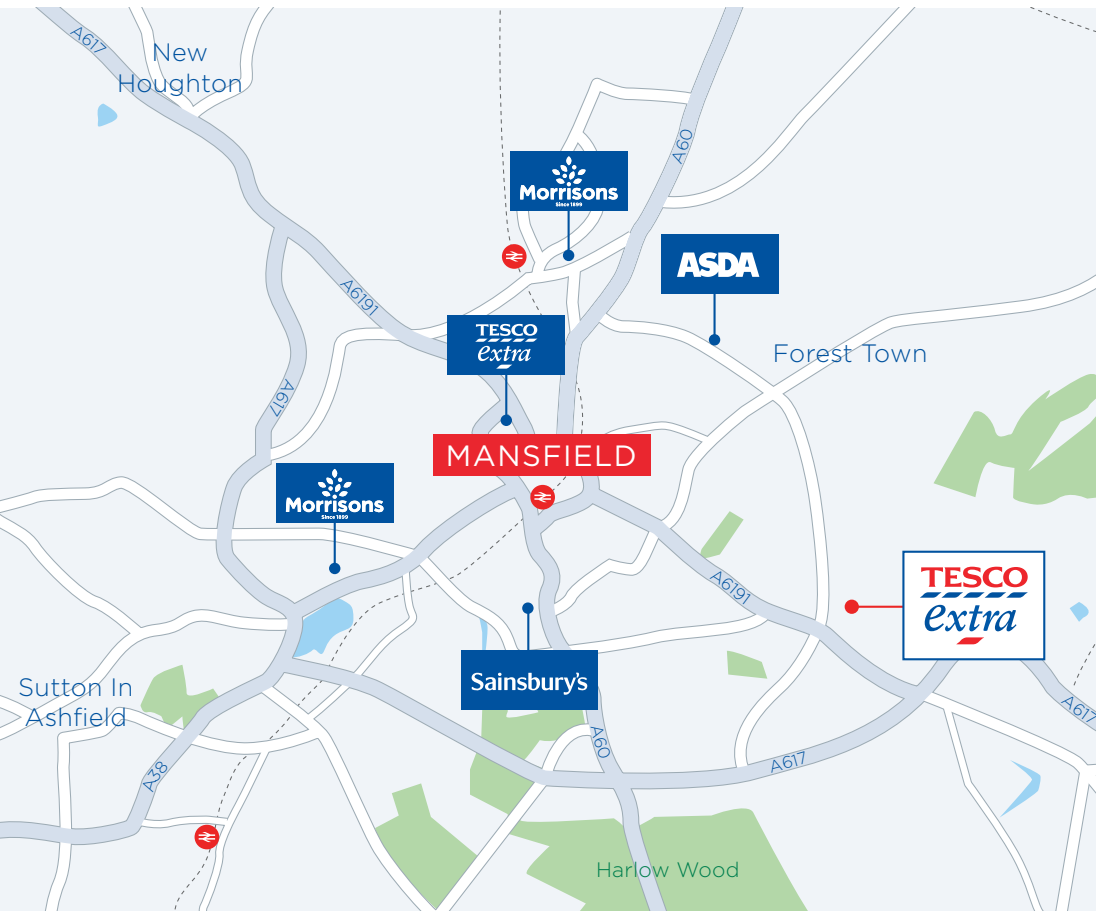 A617
New
Houghton
A60
Morrisons
Since 1899
ASDA
A6191
TESCO
extra
Forest Town
A617
MANSFIELD
Morrisons
Since 1899
A6191
TESCO
extra
Sainsbury's
Sutton In
Ashfield
A617
A60
A617
A38
Harlow Wood